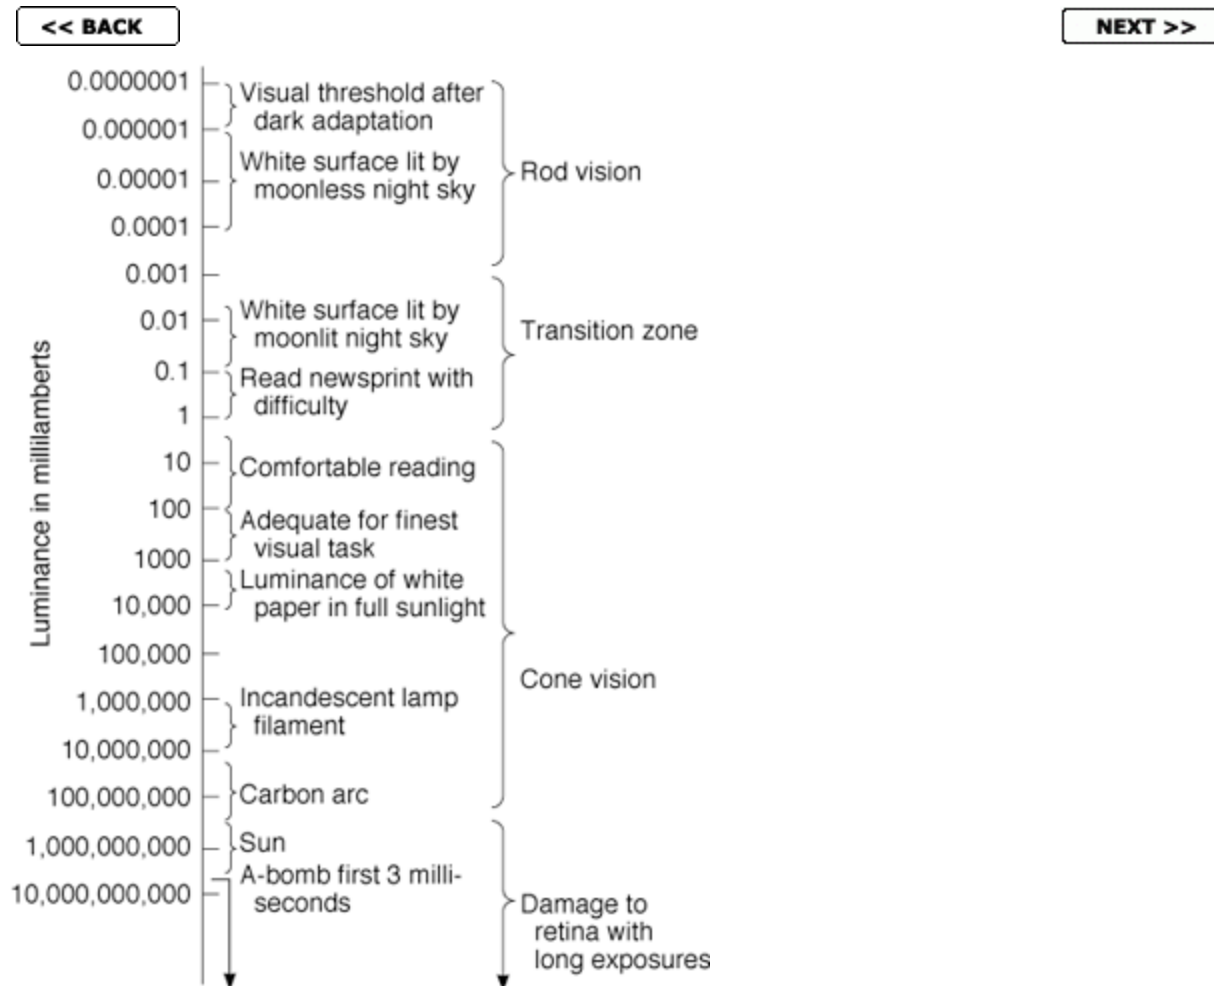 << BACK
NEXT >>
Luminance in millilamberts
0.0000001
0.000001
0.00001
0.0001
0.001
0.01
0.1
1
10
100
1000
10,000
100,000
1,000,000
10,000,000
100,000,000
1,000,000,000
10,000,000,000
Visual threshold after
dark adaptation
White surface lit by
moonless night sky
White surface lit by
moonlit night sky
Read newsprint with
difficulty
Comfortable reading
Adequate for finest
visual task
Luminance of white
paper in full sunlight
Incandescent lamp
filament
Carbon arc
Sun
A-bomb first 3 milli-
seconds
Rod vision
Transition zone
Cone vision
Damage to
retina with
long exposures